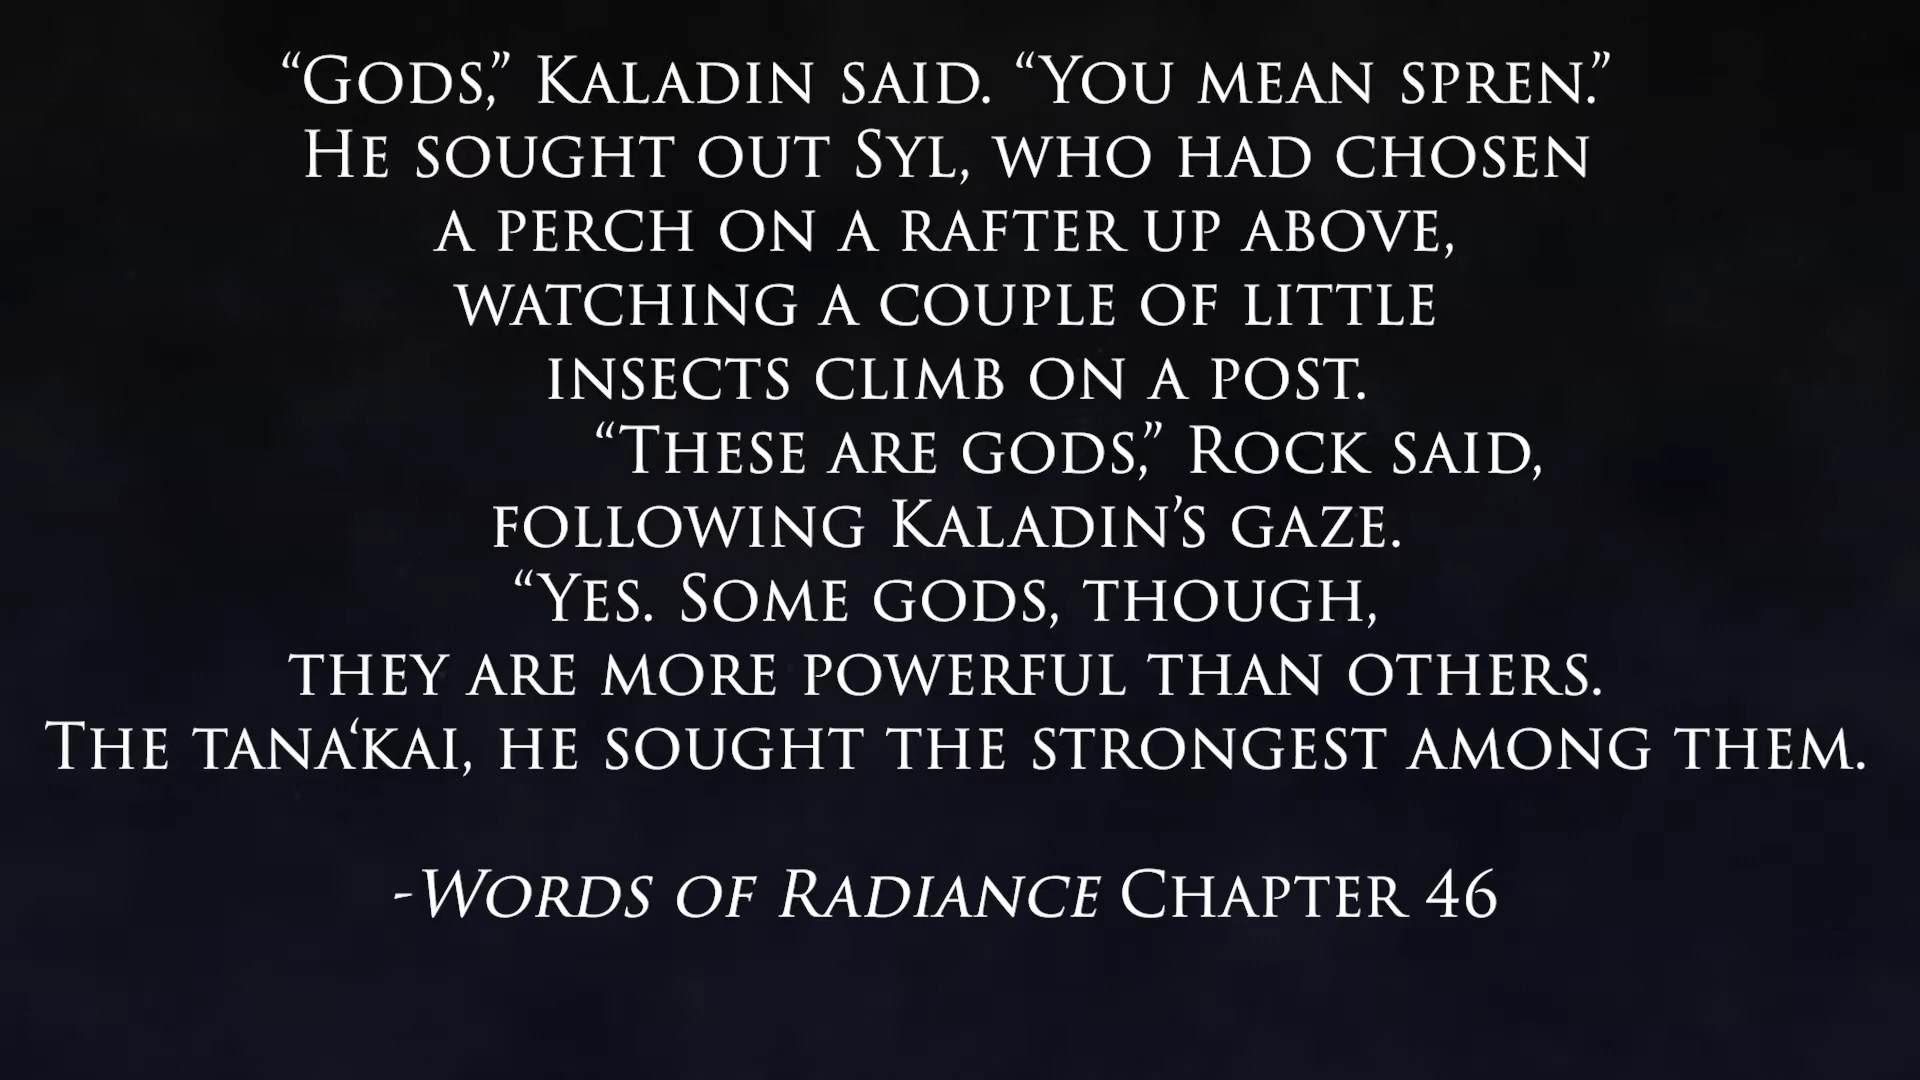 “Gods,” Kaladin said. “You mean spren.”
He sought out Syl, who had chosen
a perch on a rafter up above,
watching a couple of little
insects climb on a post.
“These are gods,” Rock said,
following Kaladin’s gaze.
“Yes. Some gods, though,
they are more powerful than others.
The tana‘kai, he sought the strongest among them.
-Words of Radiance Chapter 46